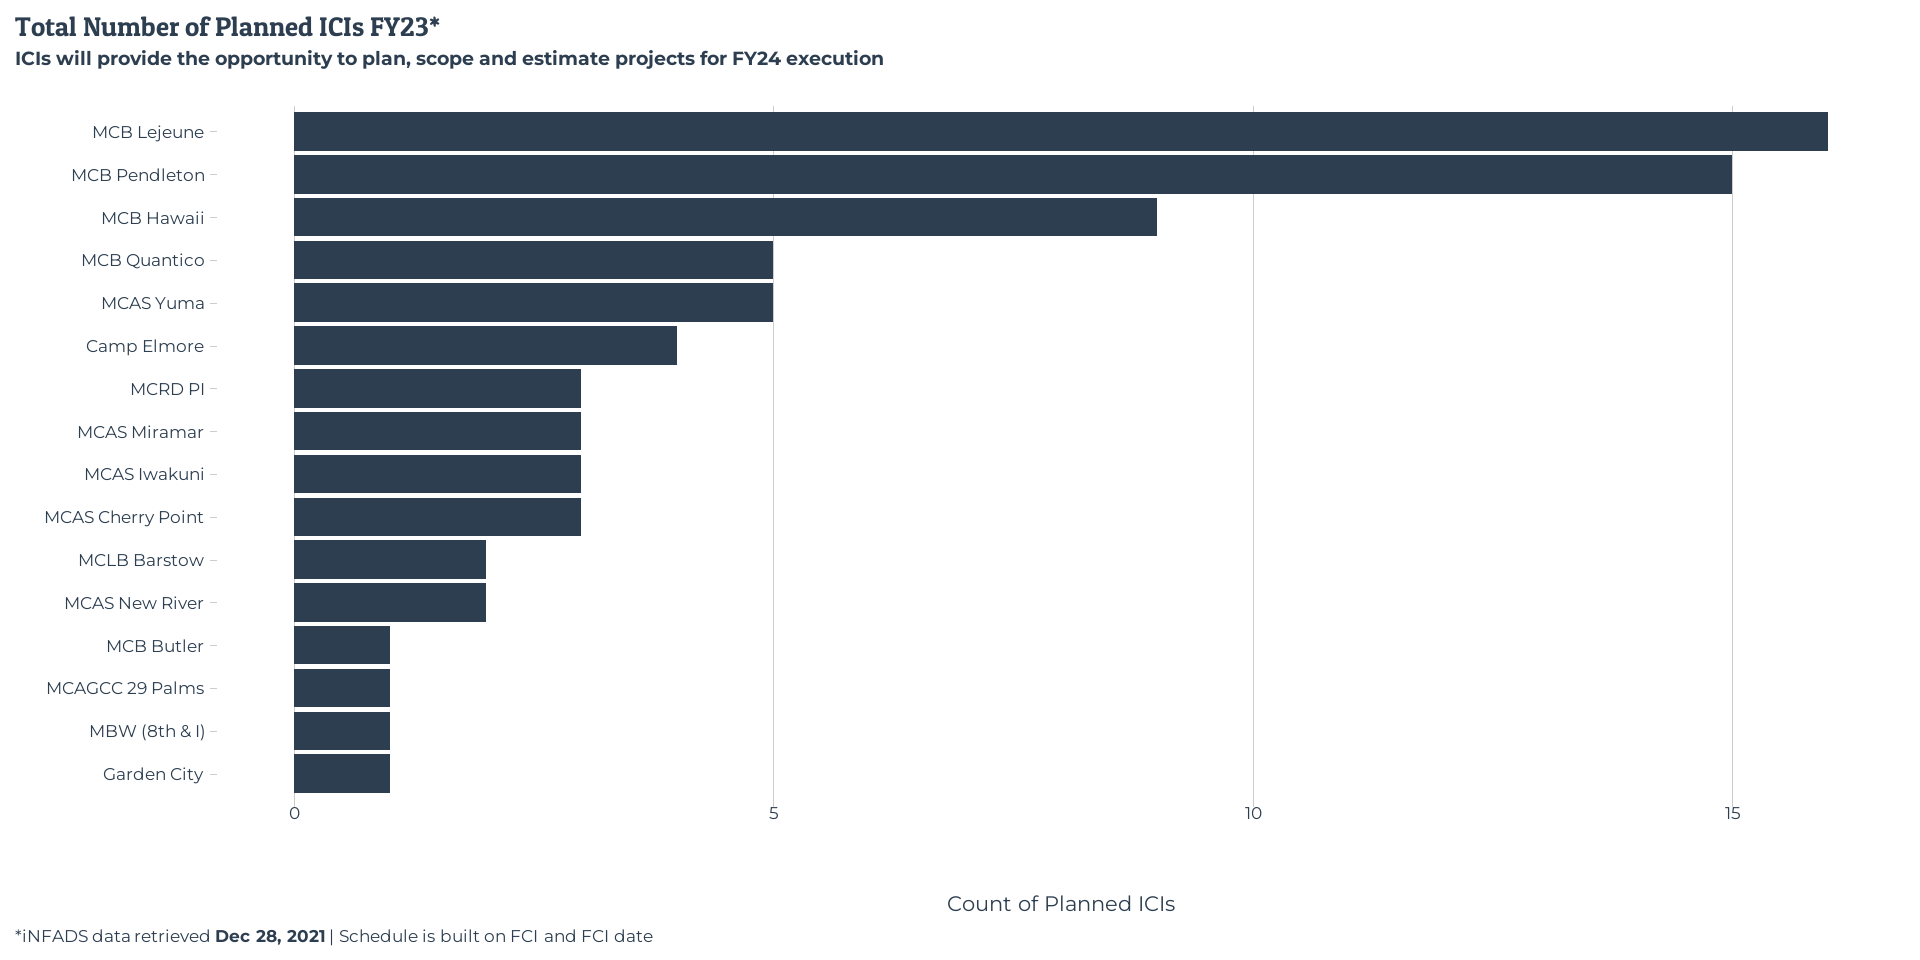 Total Number of Planned ICIs FY23*
ICIs will provide the opportunity to plan, scope and estimate projects for FY24 execution
MCB Lejeune
MCB Pendleton
MCB Hawaii
MCB Quantico
MCAS Yuma
Camp Elmore
MCRD PI
MCAS Miramar
MCAS Iwakuni
MCAS Cherry Point
MCLB Barstow
MCAS New River
MCB Butler
MCAGCC 29 Palms
MBW (8th & I)
Garden City
0 5 10 15
Count of Planned ICIs
*iNFADS data retrieved Dec 28, 2021 | Schedule is built on FCI and FCI date